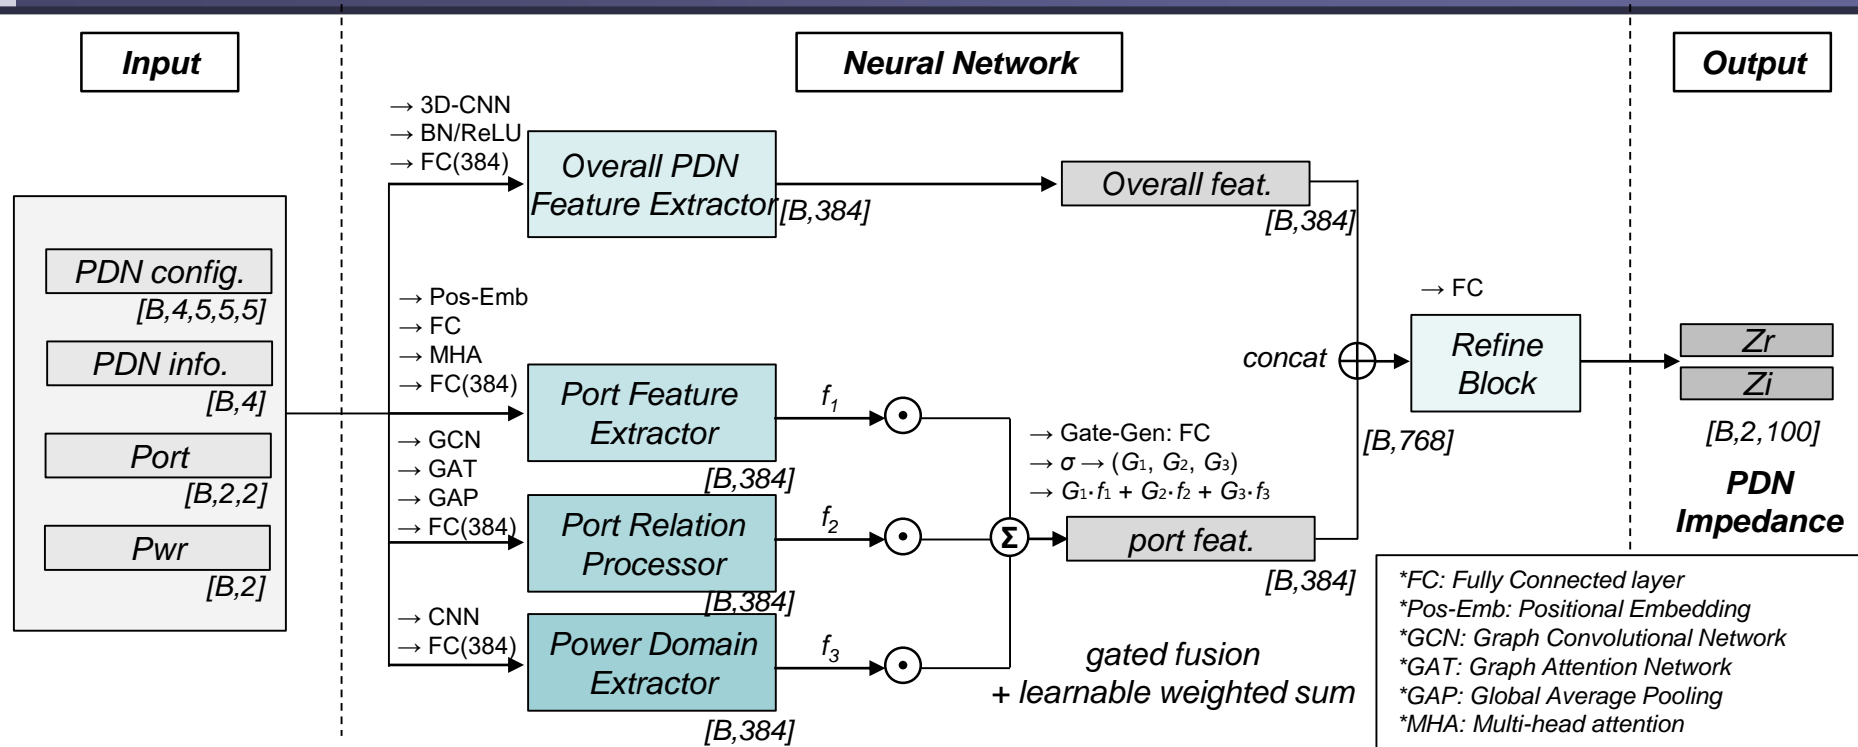 Input
Neural Network
Output
PDN config.
[B,4,5,5,5]
PDN info.
[B,4]
Port
[B,2,2]
Pwr
[B,2]
→ 3D-CNN
→ BN/ReLU
→ FC(384)
Overall PDN
Feature Extractor
[B,384]
Overall feat.
[B,384]
→ Pos-Emb
→ FC
→ MHA
→ FC(384)
Port Feature
Extractor
[B,384]
f₁
→ GCN
→ GAT
→ GAP
→ FC(384)
Port Relation
Processor
[B,384]
f₂
→ CNN
→ FC(384)
Power Domain
Extractor
[B,384]
f₃
Σ
→ Gate-Gen: FC
→ σ → (G₁, G₂, G₃)
→ G₁·f₁ + G₂·f₂ + G₃·f₃
port feat.
[B,384]
gated fusion
+ learnable weighted sum
concat
[B,768]
→ FC
Refine
Block
Zr
Zi
[B,2,100]
PDN
Impedance
*FC: Fully Connected layer
*Pos-Emb: Positional Embedding
*GCN: Graph Convolutional Network
*GAT: Graph Attention Network
*GAP: Global Average Pooling
*MHA: Multi-head attention